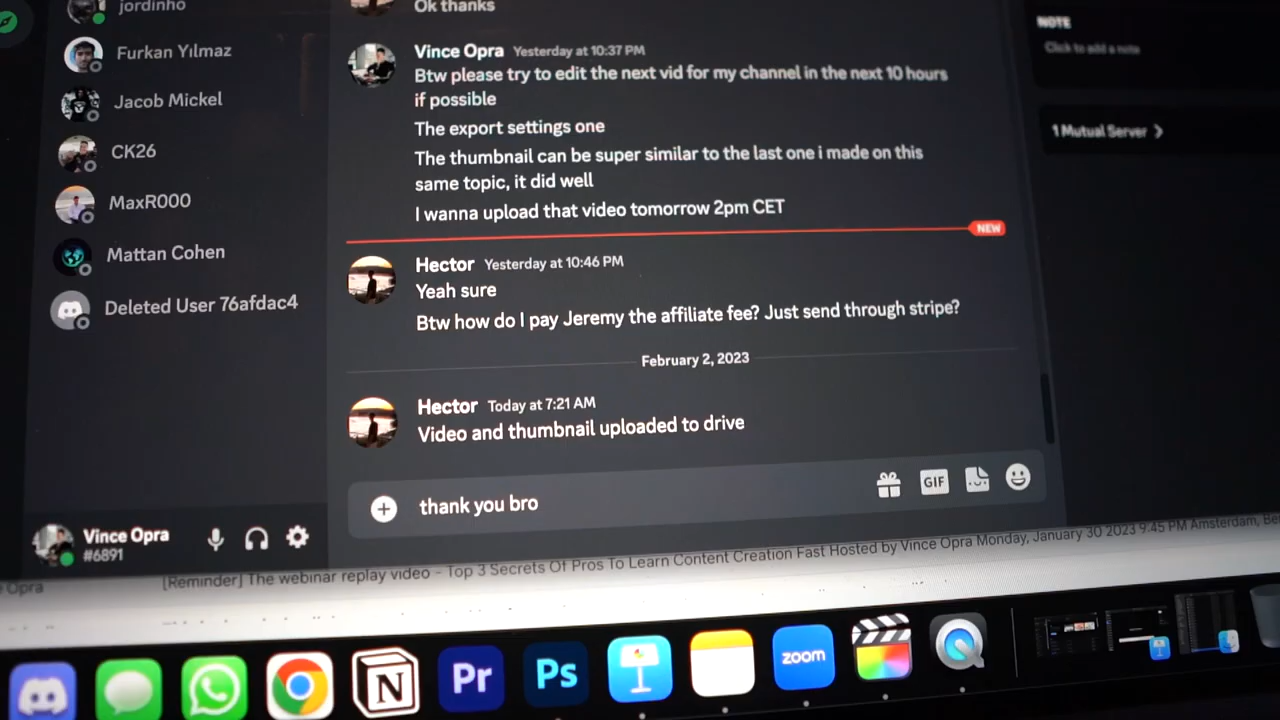 jordinho
Furkan Yılmaz
Jacob Mickel
CK26
MaxR000
Mattan Cohen
Deleted User 76afdac4
Vince Opra
#6891
Ok thanks
Vince Opra Yesterday at 10:37 PM
Btw please try to edit the next vid for my channel in the next 10 hours
if possible
The export settings one
The thumbnail can be super similar to the last one i made on this
same topic, it did well
I wanna upload that video tomorrow 2pm CET
NEW
Hector Yesterday at 10:46 PM
Yeah sure
Btw how do I pay Jeremy the affiliate fee? Just send through stripe?
February 2, 2023
Hector Today at 7:21 AM
Video and thumbnail uploaded to drive
thank you bro
GIF
NOTE
Click to add a note
1 Mutual Server
Opra
[Reminder] The webinar replay video - Top 3 Secrets Of Pros To Learn Content Creation Fast Hosted by Vince Opra Monday, January 30 2023 9:45 PM Amsterdam,
N
Pr
Ps
zoom